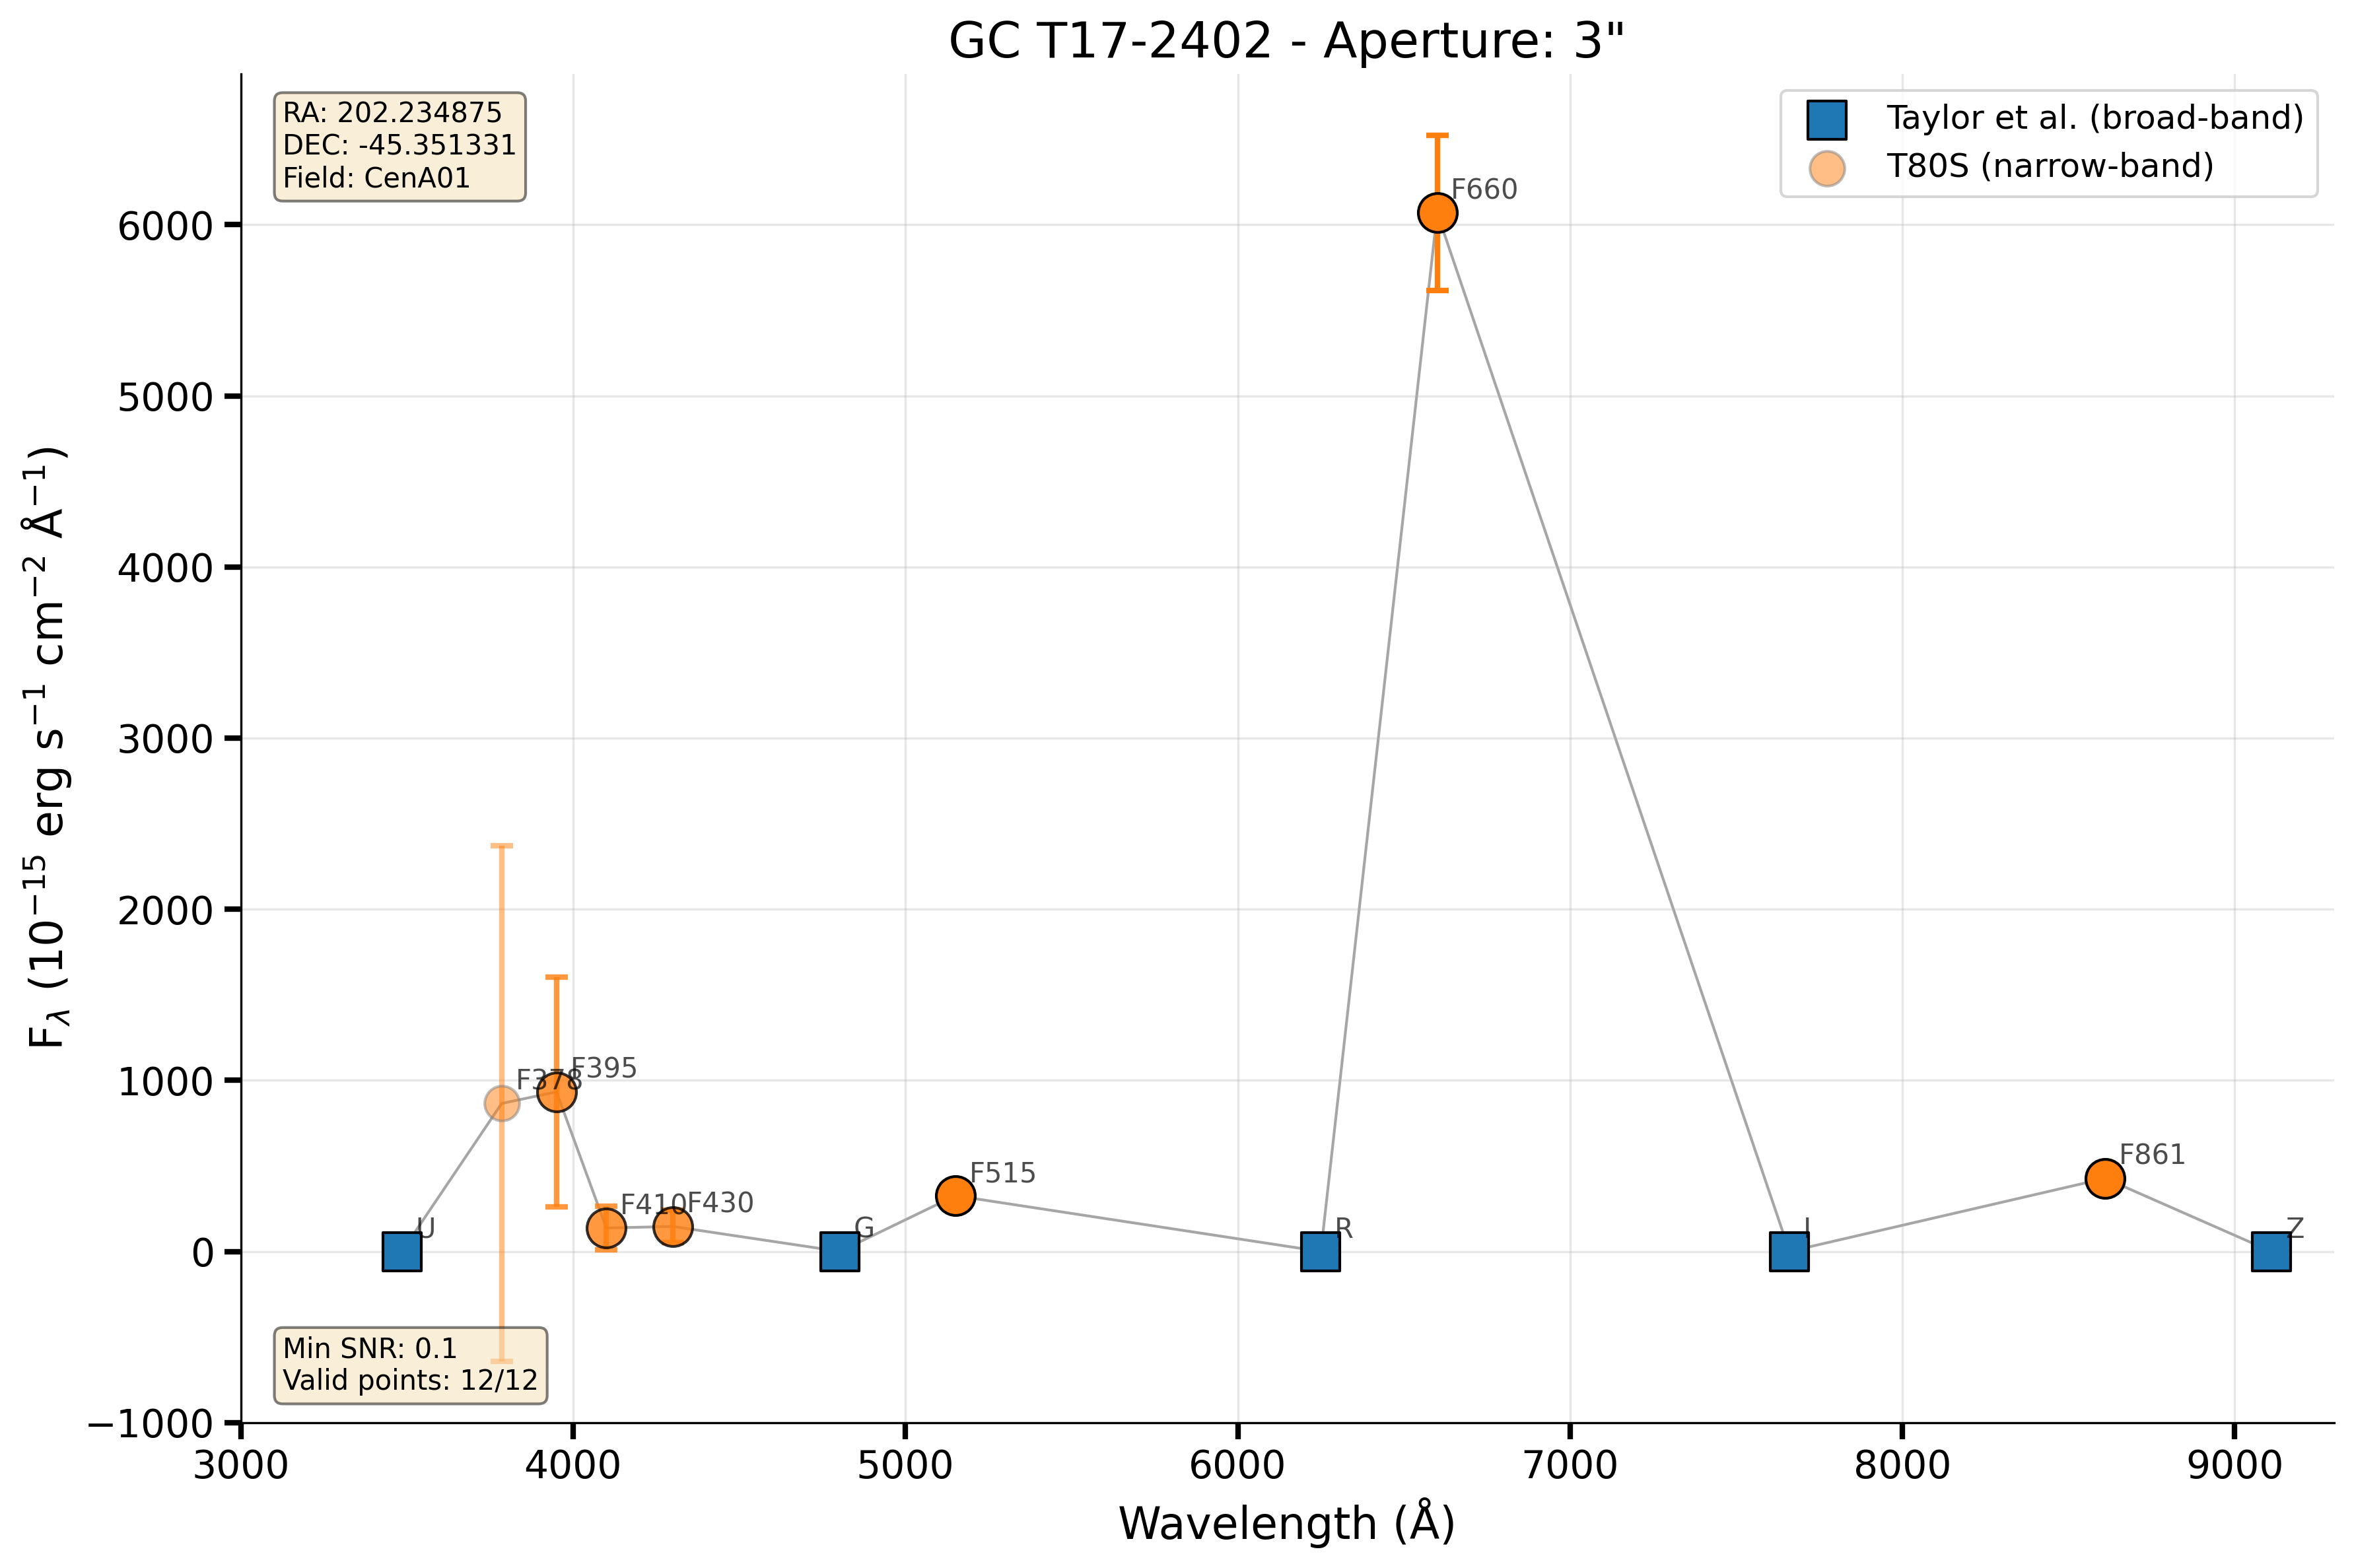 GC T17-2402 - Aperture: 3"
RA: 202.234875
DEC: -45.351331
Field: CenA01
Taylor et al. (broad-band)
T80S (narrow-band)
F660
6000
5000
4000
3000
2000
1000
0
−1000
F_λ (10⁻¹⁵ erg s⁻¹ cm⁻² Å⁻¹)
F378
F395
F861
F515
F410
F430
U
G
R
I
Z
Min SNR: 0.1
Valid points: 12/12
3000 4000 5000 6000 7000 8000 9000
Wavelength (Å)